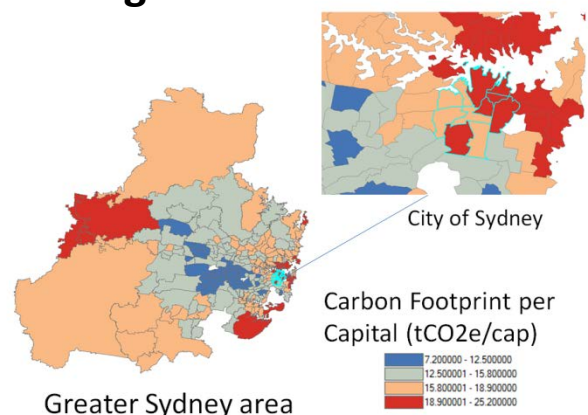 City of Sydney
Carbon Footprint per
Capital (tCO2e/cap)
7.200000 - 12.500000
12.500001 - 15.800000
15.800001 - 18.900000
18.900001 - 25.200000
Greater Sydney area